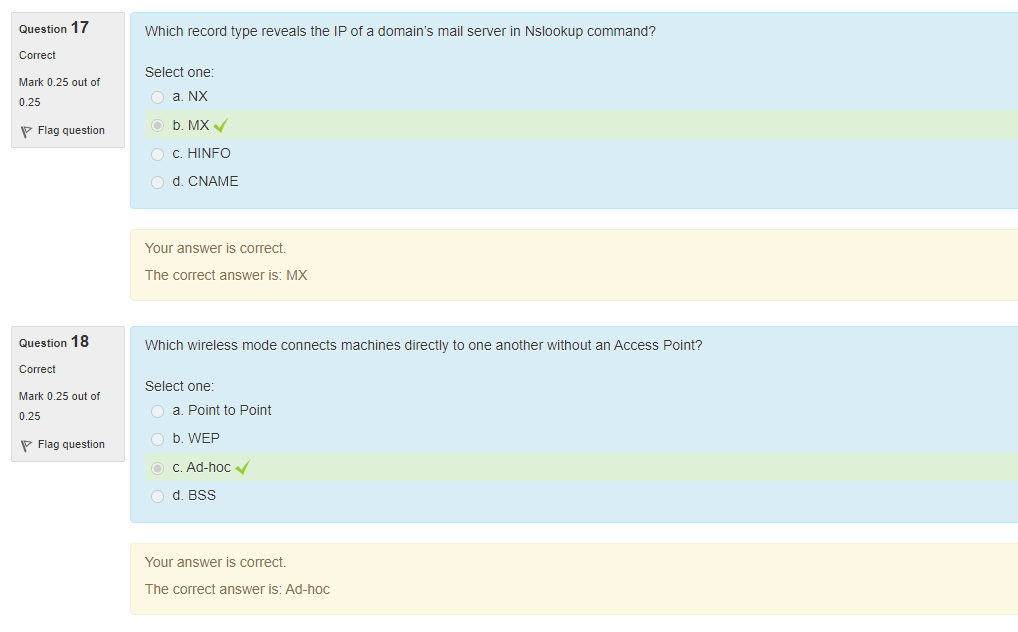 Question 17
Correct
Mark 0.25 out of
0.25
Flag question
Which record type reveals the IP of a domain's mail server in Nslookup command?
Select one:
a. NX
b. MX
c. HINFO
d. CNAME
Your answer is correct.
The correct answer is: MX
Question 18
Correct
Mark 0.25 out of
0.25
Flag question
Which wireless mode connects machines directly to one another without an Access Point?
Select one:
a. Point to Point
b. WEP
c. Ad-hoc
d. BSS
Your answer is correct.
The correct answer is: Ad-hoc